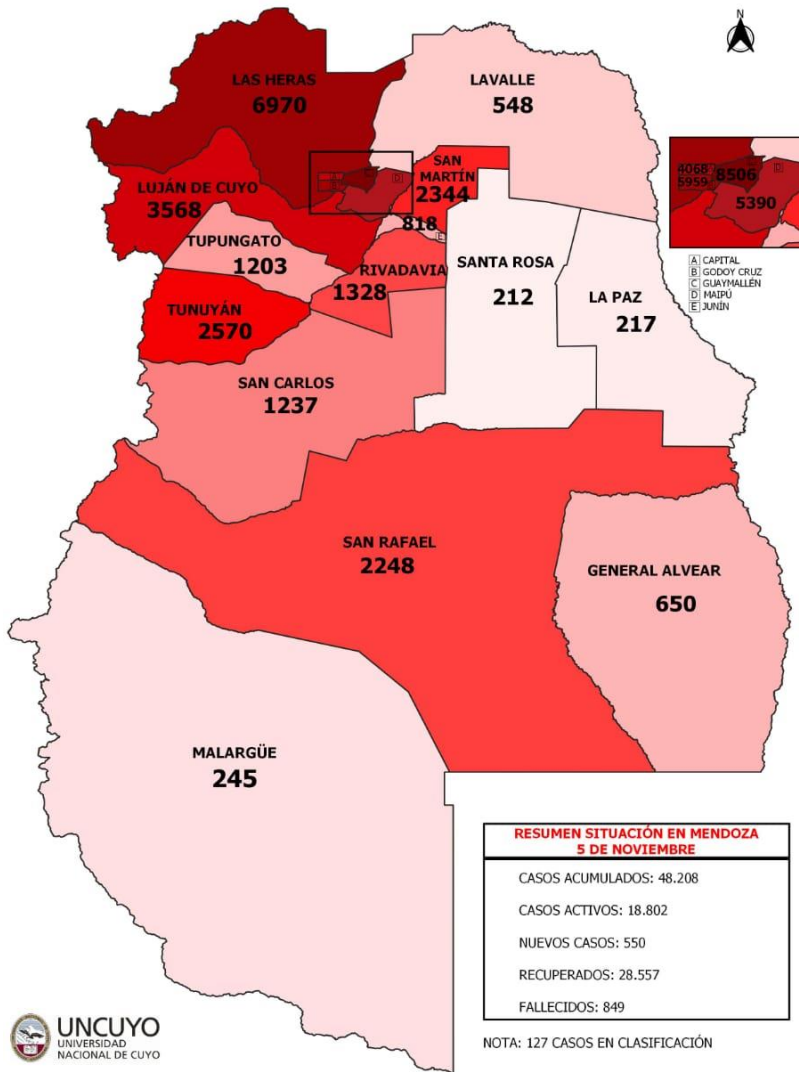 N
LAS HERAS
6970
LAVALLE
548
SAN
MARTÍN
2344
LUJÁN DE CUYO
3568
818
E
TUPUNGATO
1203
RIVADAVIA
1328
SANTA ROSA
212
LA PAZ
217
TUNUYÁN
2570
SAN CARLOS
1237
4068
5959
8506
5390
A CAPITAL
B GODOY CRUZ
C GUAYMALLÉN
D MAIPÚ
E JUNÍN
SAN RAFAEL
2248
GENERAL ALVEAR
650
MALARGÜE
245
RESUMEN SITUACIÓN EN MENDOZA
5 DE NOVIEMBRE
CASOS ACUMULADOS: 48.208
CASOS ACTIVOS: 18.802
NUEVOS CASOS: 550
RECUPERADOS: 28.557
FALLECIDOS: 849
NOTA: 127 CASOS EN CLASIFICACIÓN
UNCUYO
UNIVERSIDAD
NACIONAL DE CUYO